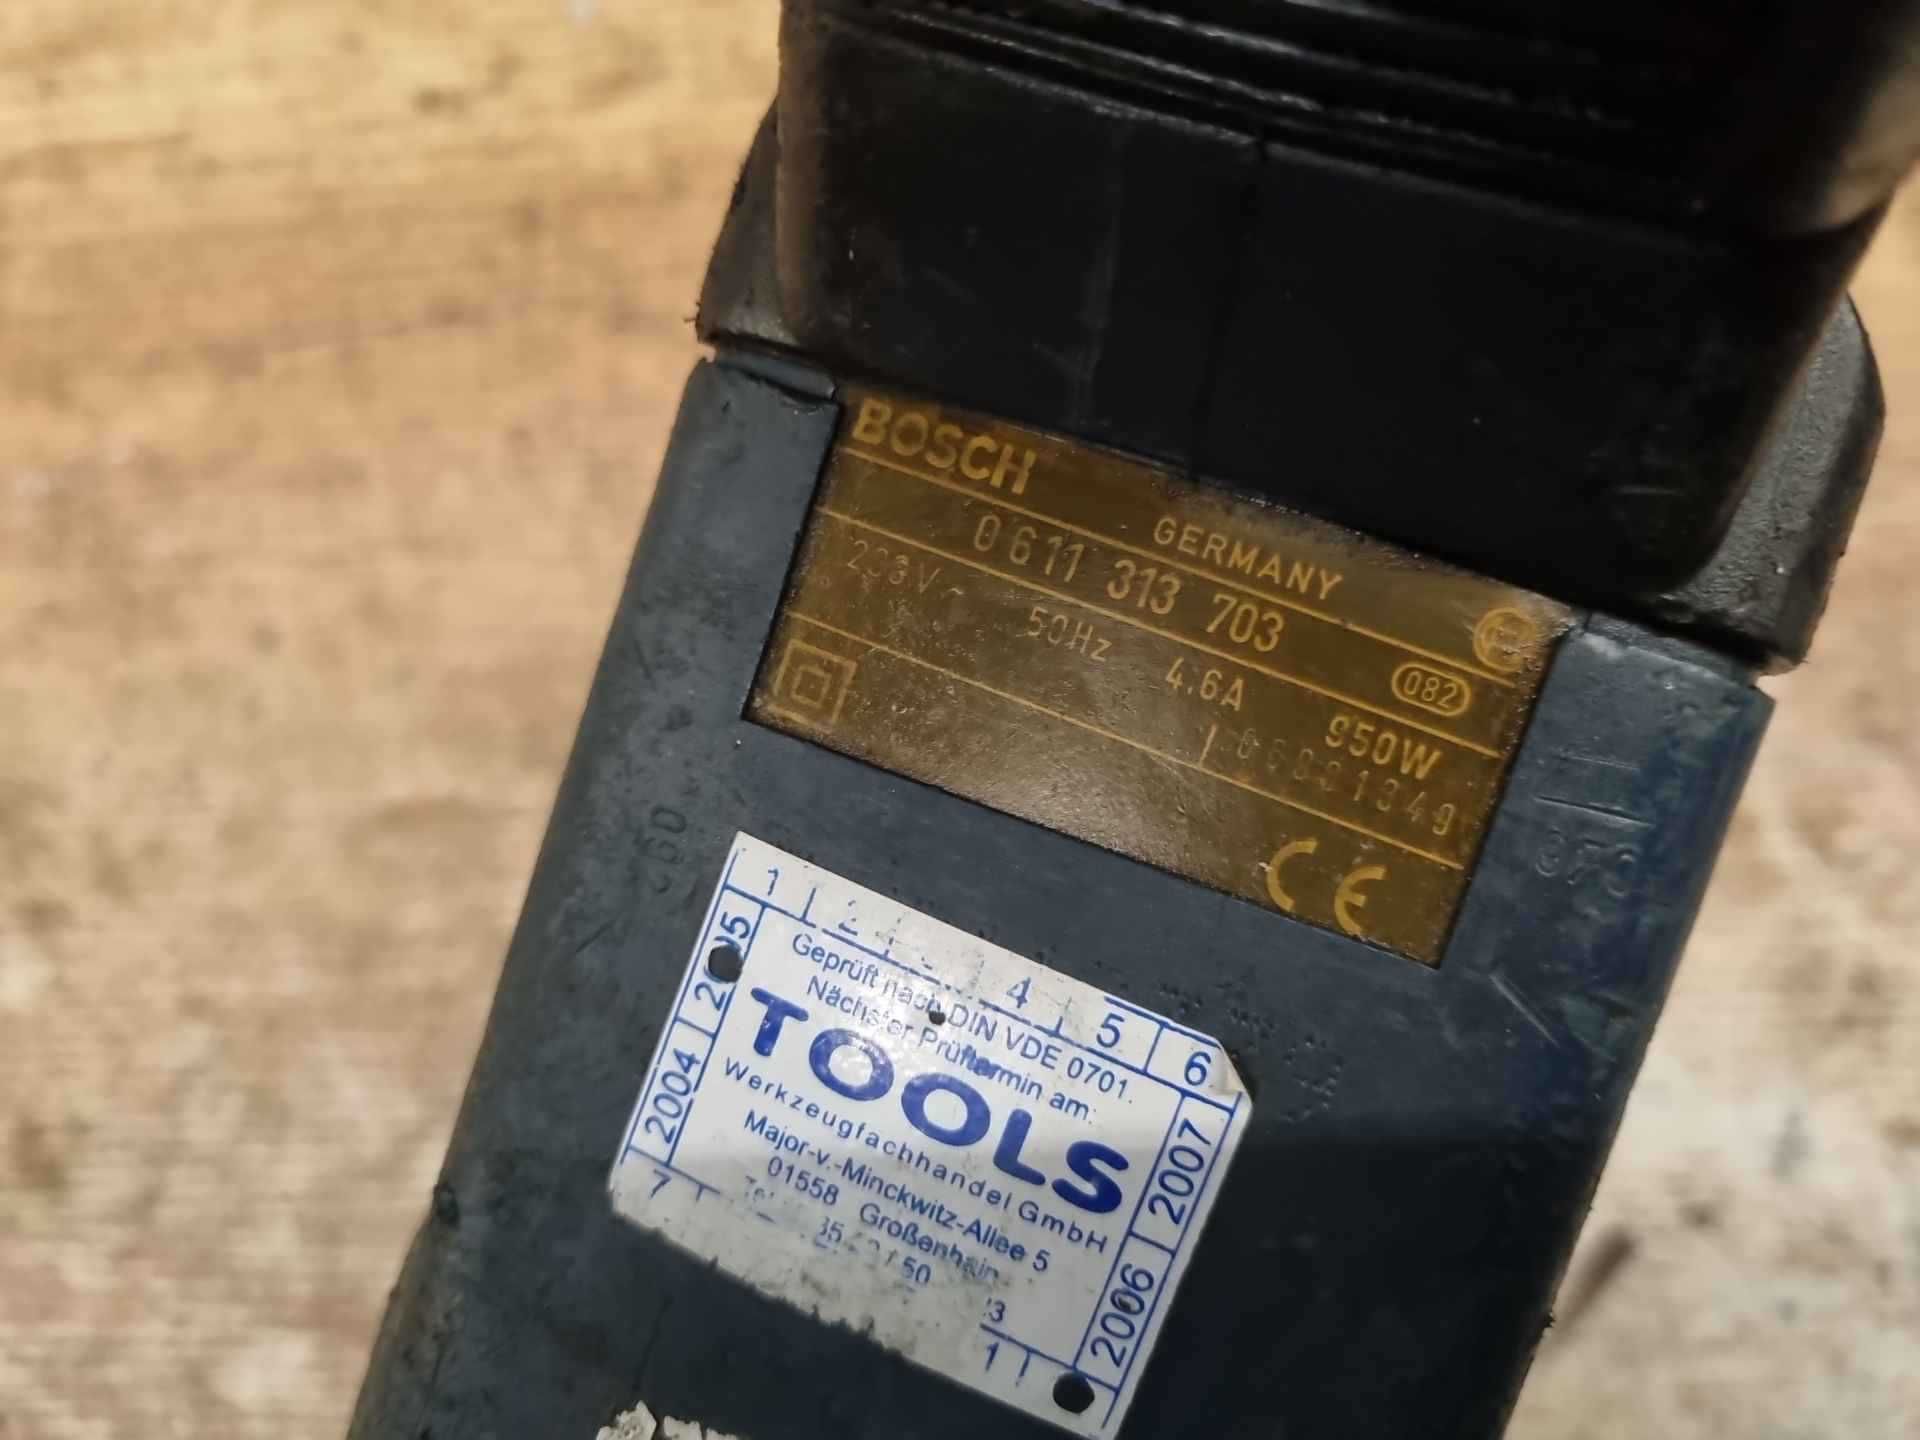 BOSCH
GERMANY
0 611 313 703
082
230V ~ 50Hz 4.6A 950W
CE
1 2 4 5 6
Geprüft nach DIN VDE 0701.
Nächster Prüftermin am:
TOOLS
Werkzeugfachhandel GmbH
Major-v.-Minckwitz-Allee 5
01558 Großenhain
2004 2005
2006 2007
7